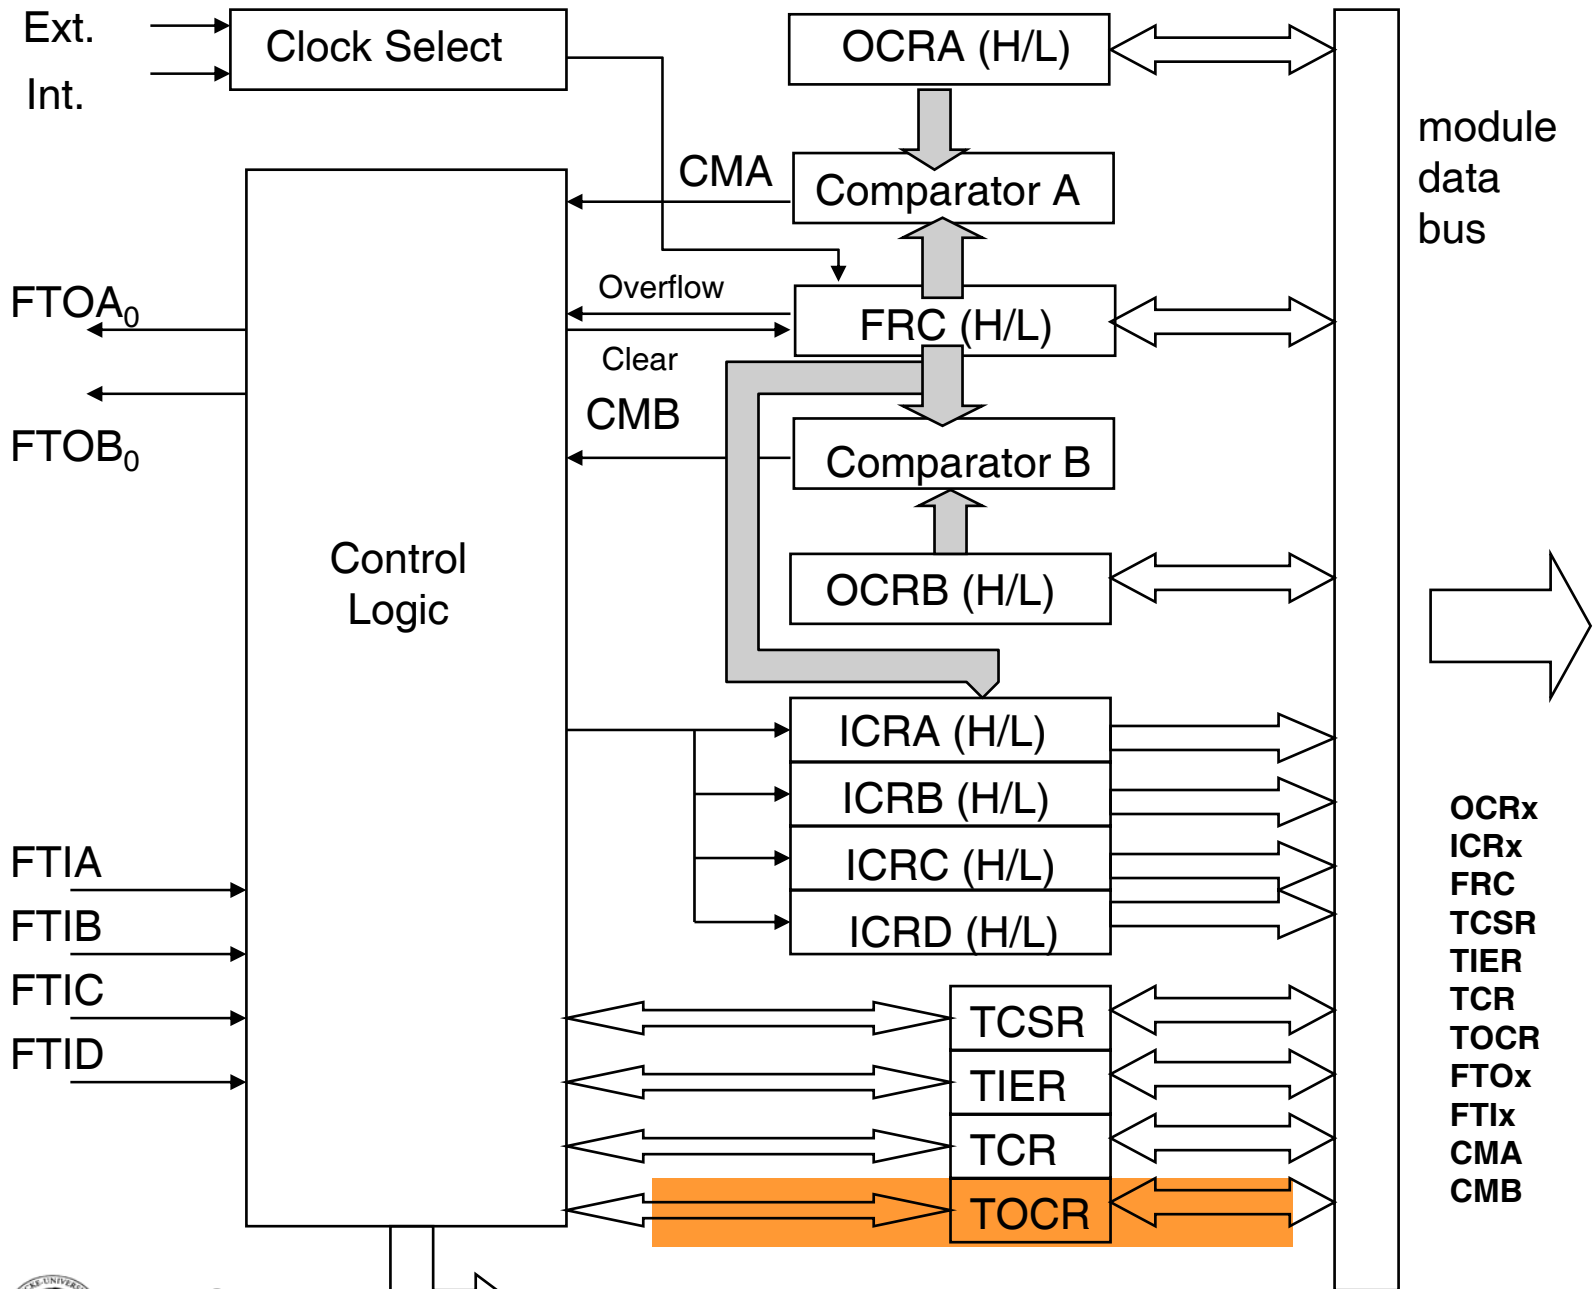 Ext.
Int.
Clock Select
OCRA (H/L)
module
data
bus
CMA
Comparator A
Overflow
FRC (H/L)
Clear
FTOA0
FTOB0
CMB
Comparator B
Control
Logic
OCRB (H/L)
ICRA (H/L)
ICRB (H/L)
ICRC (H/L)
ICRD (H/L)
FTIA
FTIB
FTIC
FTID
TCSR
TIER
TCR
TOCR
OCRx
ICRx
FRC
TCSR
TIER
TCR
TOCR
FTOx
FTIx
CMA
CMB